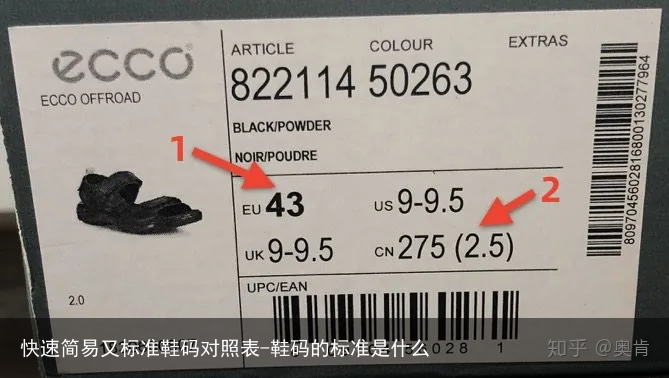 ecco
ECCO OFFROAD
ARTICLE COLOUR EXTRAS
822114 50263
BLACK/POWDER
NOIR/POUDRE
1
EU 43 US 9-9.5
2
UK 9-9.5 CN 275 (2.5)
2.0
UPC/EAN
809704560281680013027 7964
快速简易又标准鞋码对照表-鞋码的标准是什么
知乎 @奥肯